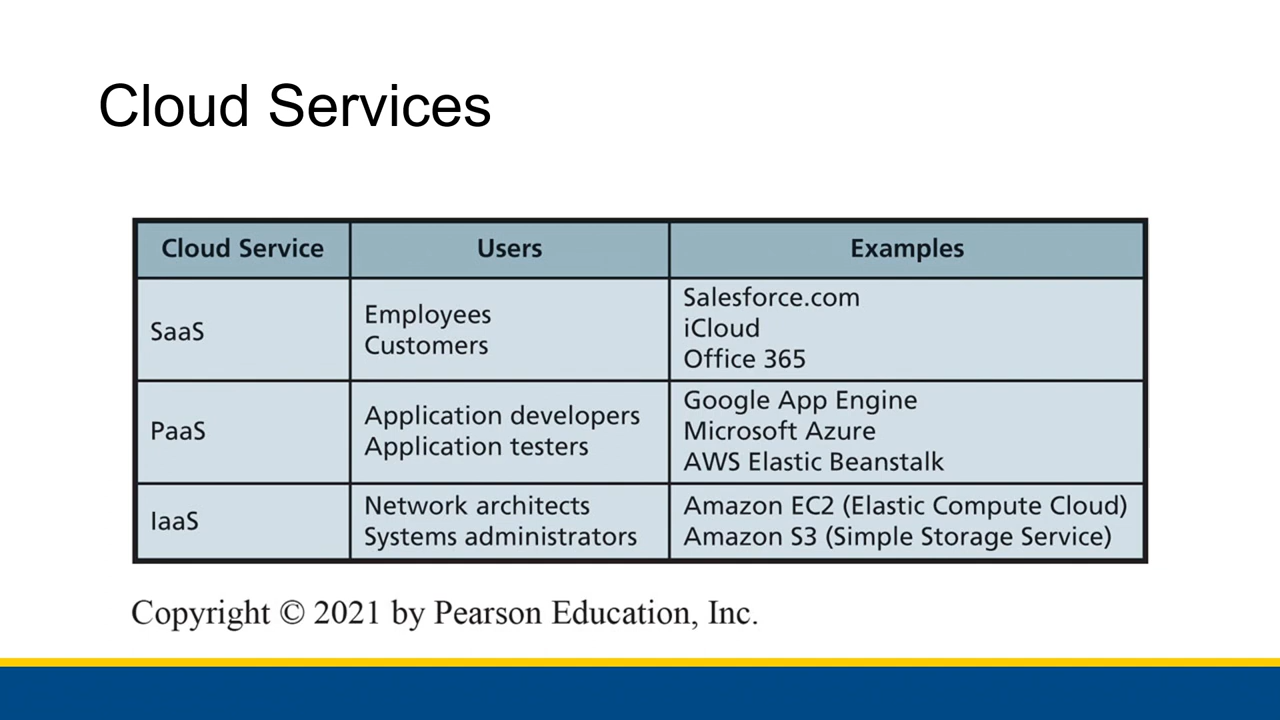 Cloud Services
Cloud Service Users Examples
SaaS
Employees
Customers
Salesforce.com
iCloud
Office 365
PaaS
Application developers
Application testers
Google App Engine
Microsoft Azure
AWS Elastic Beanstalk
IaaS
Network architects
Systems administrators
Amazon EC2 (Elastic Compute Cloud)
Amazon S3 (Simple Storage Service)
Copyright © 2021 by Pearson Education, Inc.